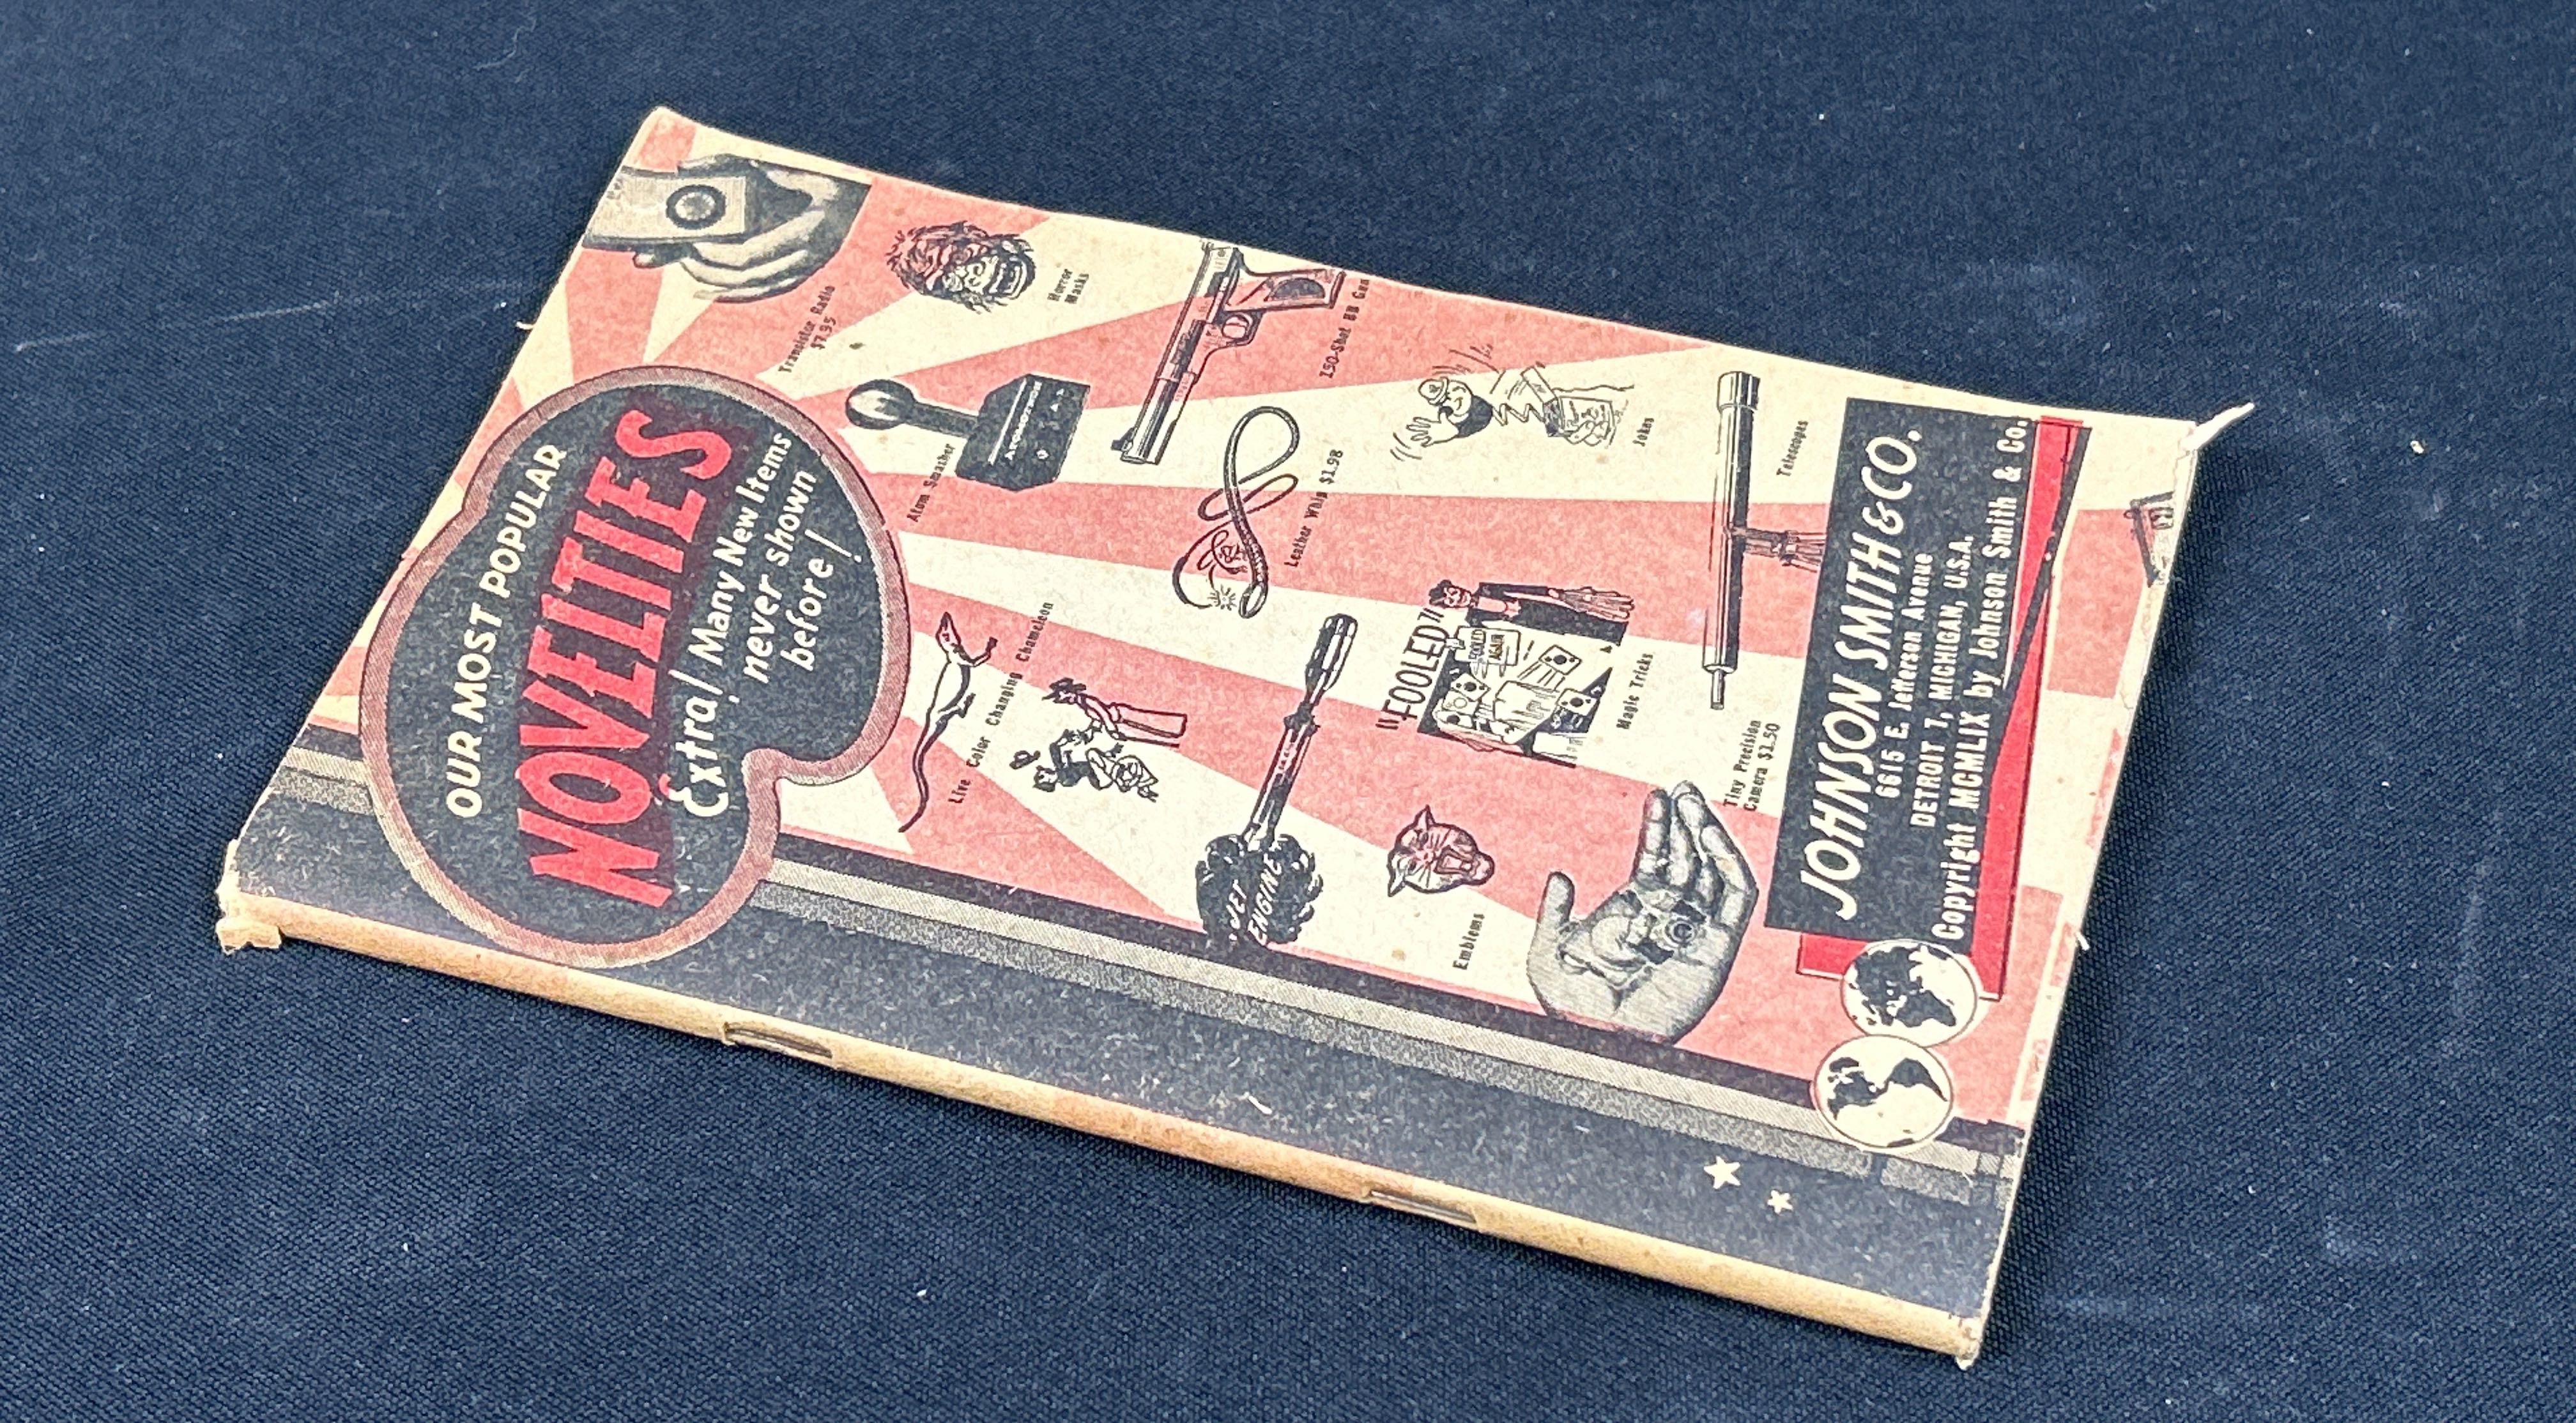 OUR MOST POPULAR
NOVELTIES
Extra! Many New Items
never shown
before!
Transistor Radio
$7.95
Horror
Masks
150-Shot BB Gun
Atom Smasher
Leather Whip $1.98
Jokes
Telescopes
Live Color Changing Chameleon
JET
ENGINE
"FOOLED"
FOOLED
AGAIN
Magic Tricks
Emblems
Tiny Precision
Camera $1.50
JOHNSON SMITH & CO.
6615 E. Jefferson Avenue
DETROIT 7, MICHIGAN, U.S.A.
Copyright MCMLIX by Johnson Smith & Co.